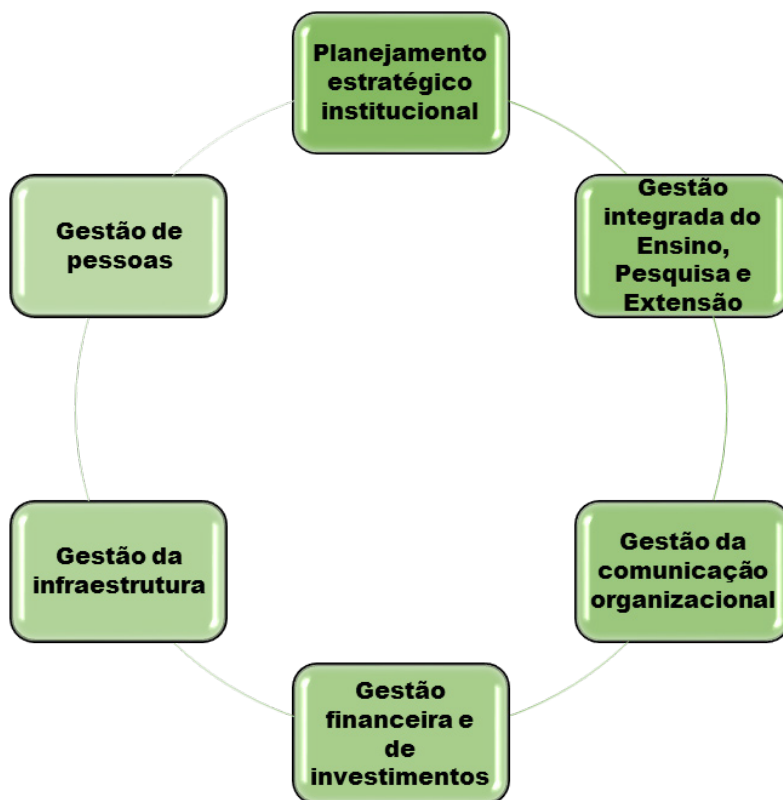 Planejamento
estratégico
institucional
Gestão
integrada do
Ensino,
Pesquisa e
Extensão
Gestão da
comunicação
organizacional
Gestão
financeira e
de
investimentos
Gestão da
infraestrutura
Gestão de
pessoas